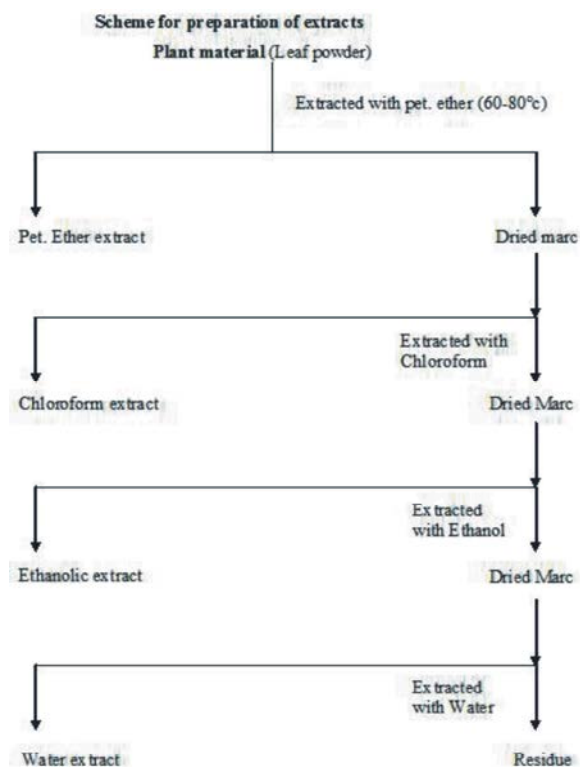 Scheme for preparation of extracts
Plant material (Leaf powder)
Extracted with pet. ether (60-80°c)
Pet. Ether extract
Dried marc
Extracted with
Chloroform
Chloroform extract
Dried Marc
Extracted
with Ethanol
Ethanolic extract
Dried Marc
Extracted
with Water
Water extract
Residue